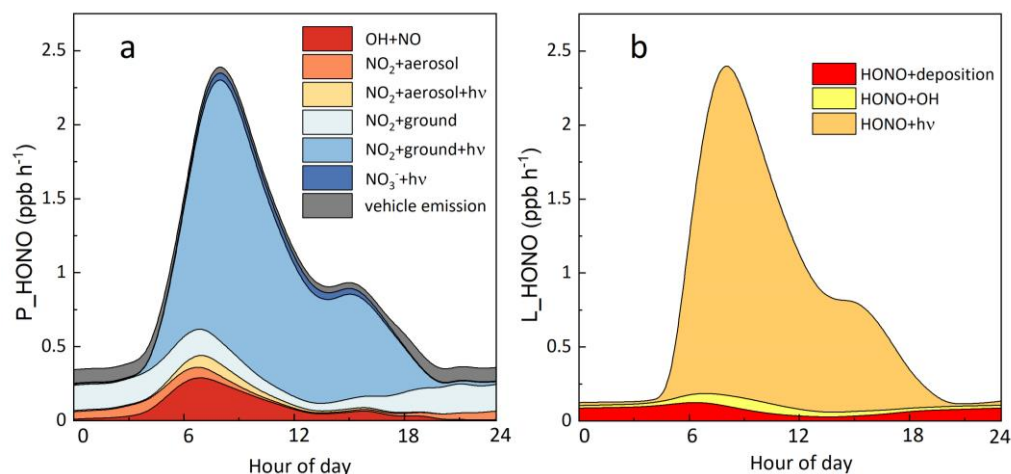 a
P_HONO (ppb h⁻¹)
2.5
2
1.5
1
0.5
0
0
6
12
18
24
Hour of day
OH+NO
NO₂+aerosol
NO₂+aerosol+hν
NO₂+ground
NO₂+ground+hν
NO₃⁻+hν
vehicle emission
b
L_HONO (ppb h⁻¹)
2.5
2
1.5
1
0.5
0
0
6
12
18
24
Hour of day
HONO+deposition
HONO+OH
HONO+hν